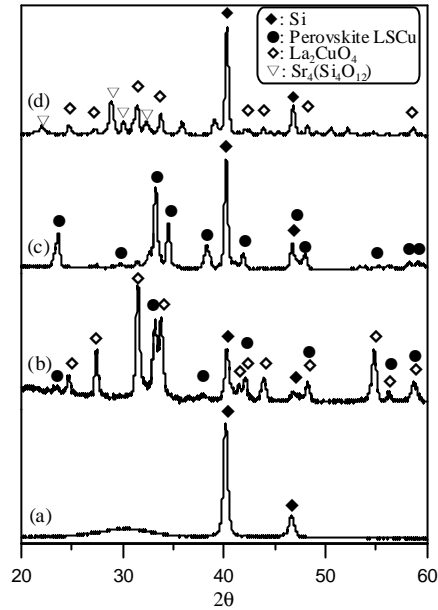 ◆: Si
●: Perovskite LSCu
◇: La₂CuO₄
▽: Sr₄(Si₄O₁₂)
(d)
(c)
(b)
(a)
20 30 40 50 60
2θ